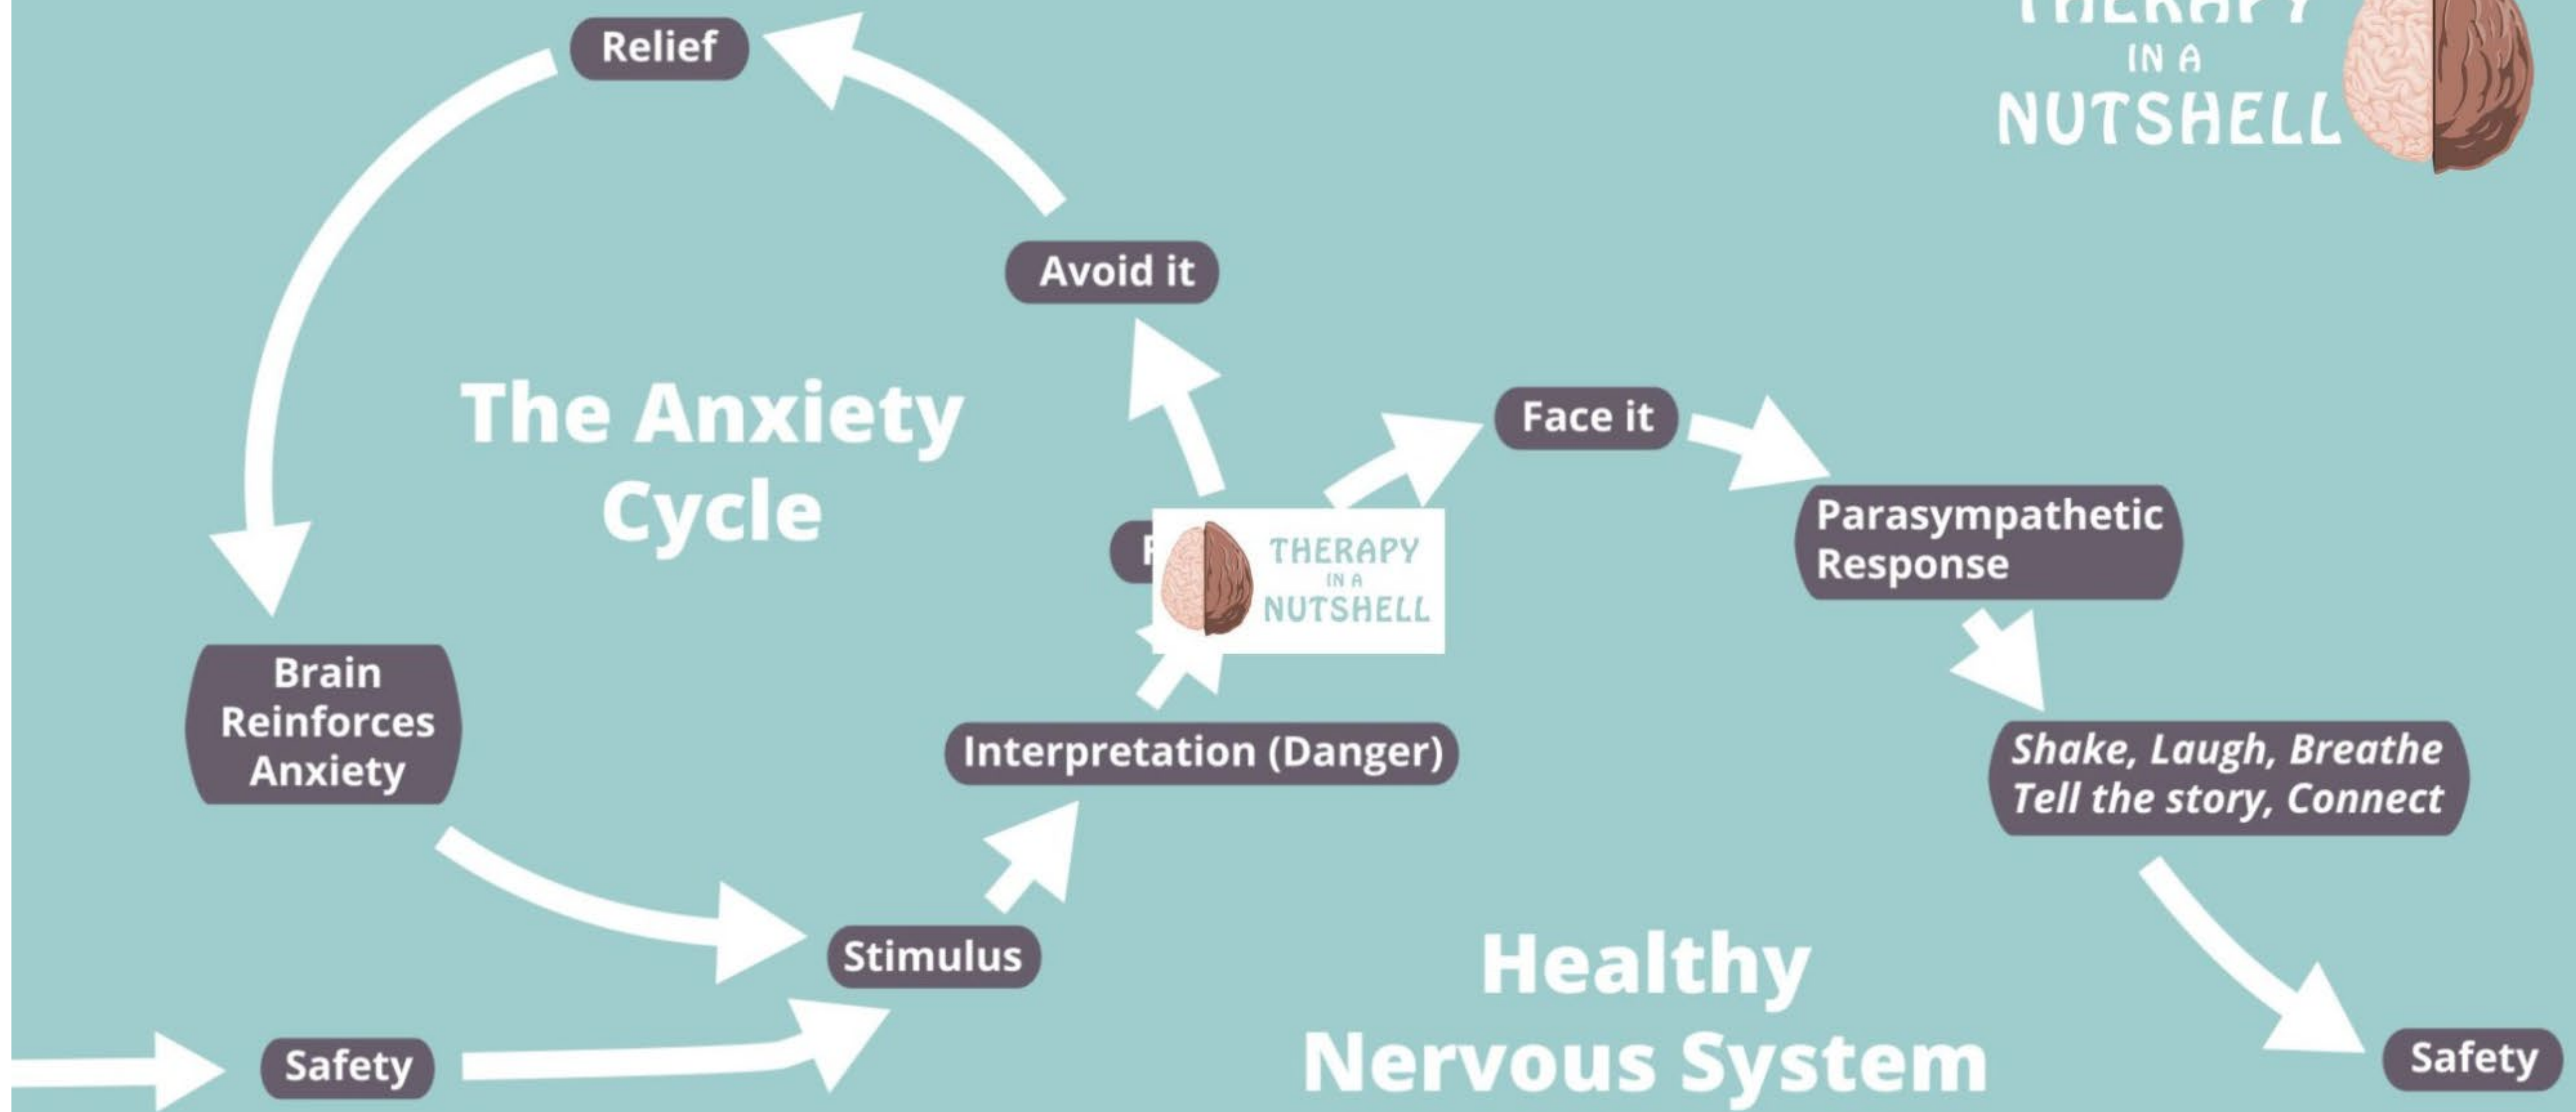 THERAPY
IN A
NUTSHELL
Relief
Avoid it
The Anxiety
Cycle
Face it
Parasympathetic
Response
THERAPY
IN A
NUTSHELL
Brain
Reinforces
Anxiety
Interpretation (Danger)
Shake, Laugh, Breathe
Tell the story, Connect
Stimulus
Healthy
Nervous System
Safety
Safety